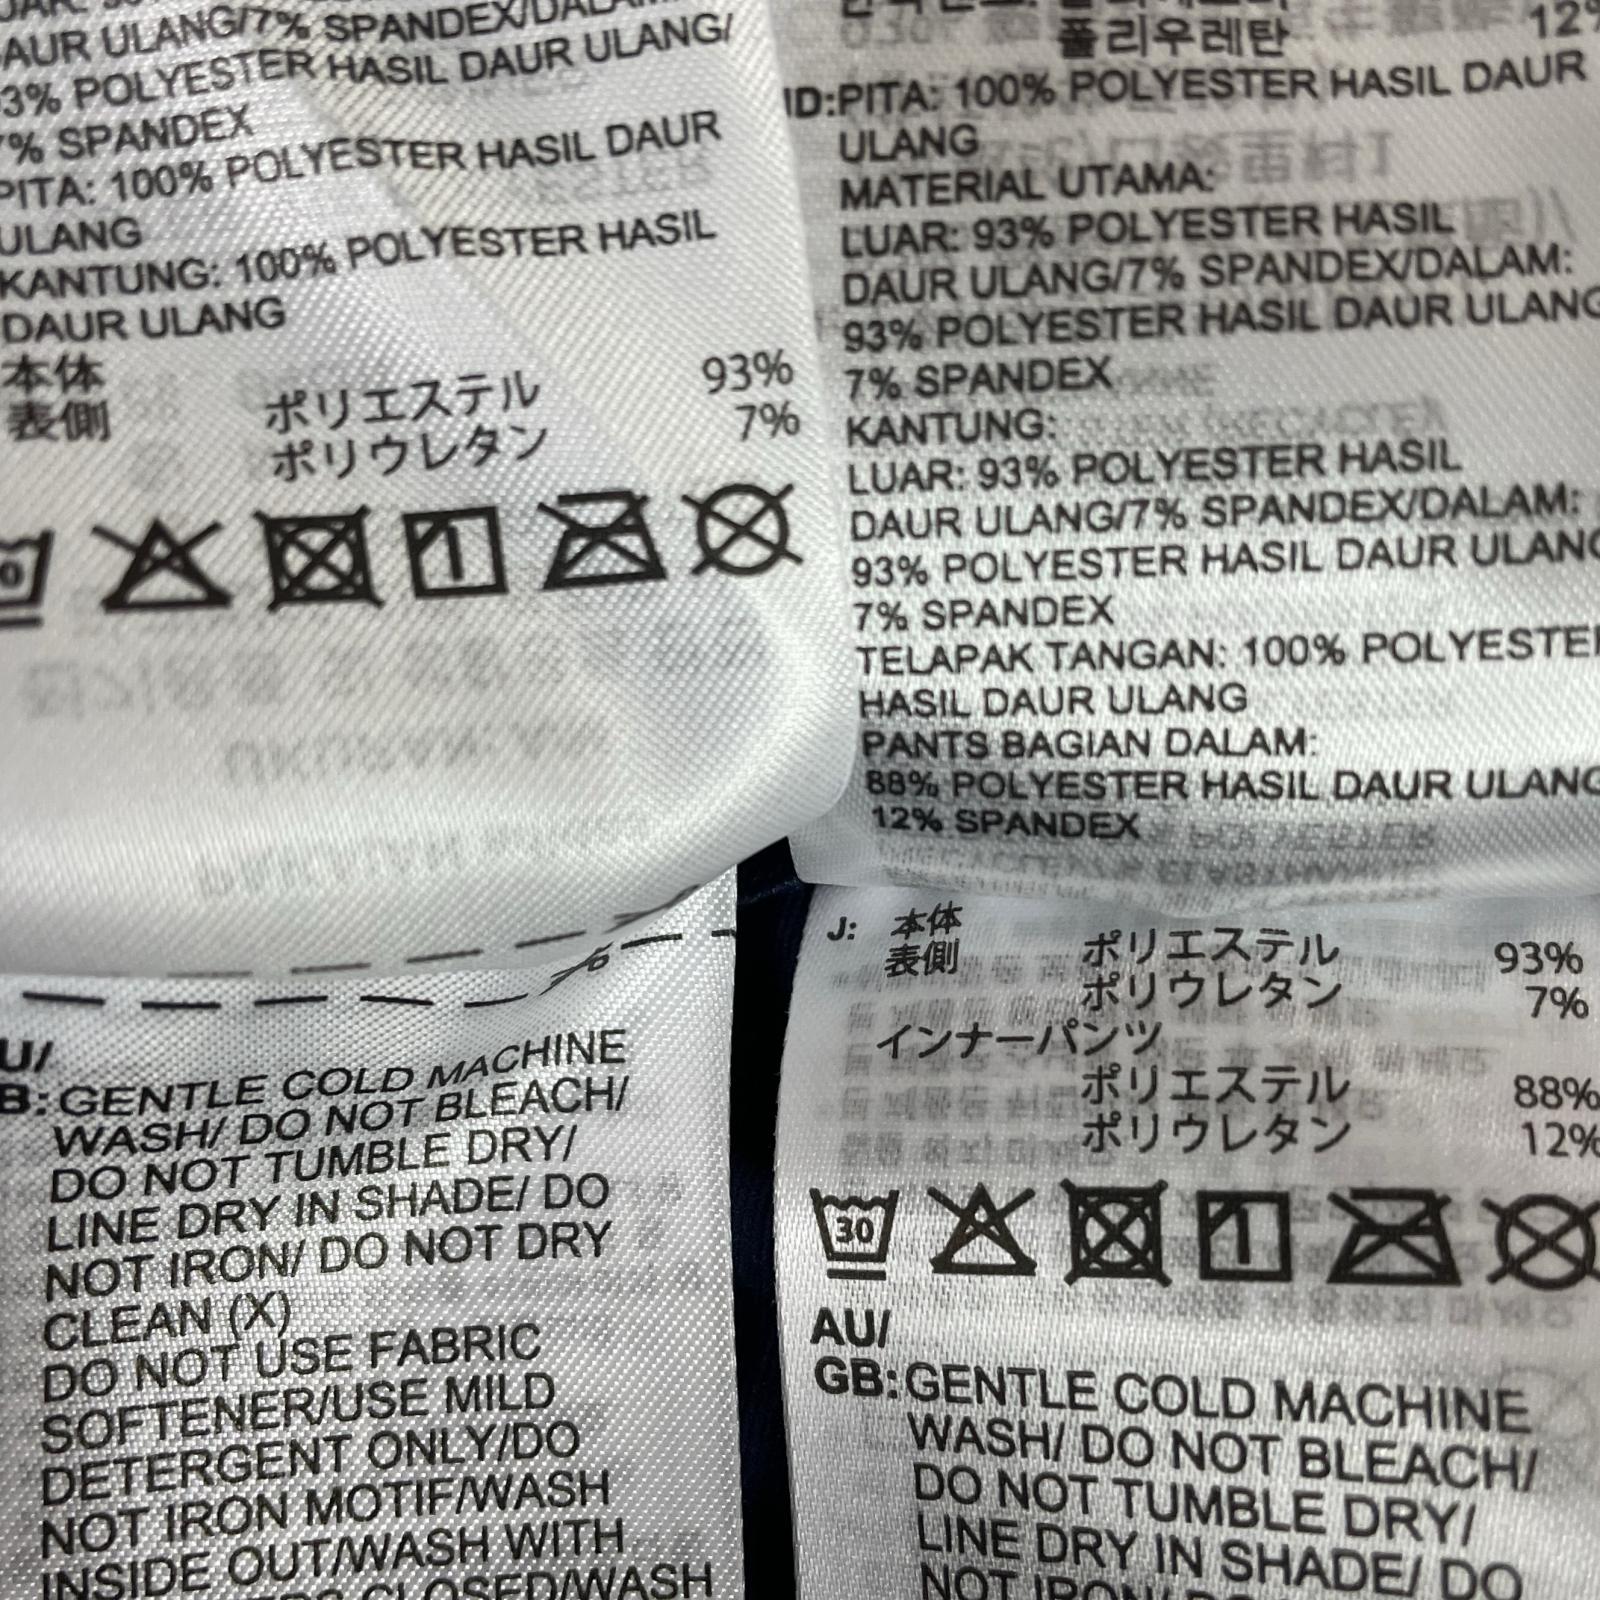 DAUR ULANG/7% SPANDEX/DALAM:
93% POLYESTER HASIL DAUR ULANG/
7% SPANDEX
PITA: 100% POLYESTER HASIL DAUR
ULANG
KANTUNG: 100% POLYESTER HASIL
DAUR ULANG
本体
表側 ポリエステル 93%
ポリウレタン 7%
폴리우레탄 12%
ID:PITA: 100% POLYESTER HASIL DAUR
ULANG
MATERIAL UTAMA:
LUAR: 93% POLYESTER HASIL
DAUR ULANG/7% SPANDEX/DALAM:
93% POLYESTER HASIL DAUR ULANG
7% SPANDEX
KANTUNG:
LUAR: 93% POLYESTER HASIL
DAUR ULANG/7% SPANDEX/DALAM:
93% POLYESTER HASIL DAUR ULANG
7% SPANDEX
TELAPAK TANGAN: 100% POLYESTER
HASIL DAUR ULANG
PANTS BAGIAN DALAM:
88% POLYESTER HASIL DAUR ULANG
12% SPANDEX
U/
B:GENTLE COLD MACHINE
WASH/ DO NOT BLEACH/
DO NOT TUMBLE DRY/
LINE DRY IN SHADE/ DO
NOT IRON/ DO NOT DRY
CLEAN (X)
DO NOT USE FABRIC
SOFTENER/USE MILD
DETERGENT ONLY/DO
NOT IRON MOTIF/WASH
INSIDE OUT/WASH WITH
CLOSED/WASH
J: 本体
表側 ポリエステル 93%
ポリウレタン 7%
インナーパンツ
ポリエステル 88%
ポリウレタン 12%
30
AU/
GB:GENTLE COLD MACHINE
WASH/ DO NOT BLEACH/
DO NOT TUMBLE DRY/
LINE DRY IN SHADE/ DO
NOT IRON/